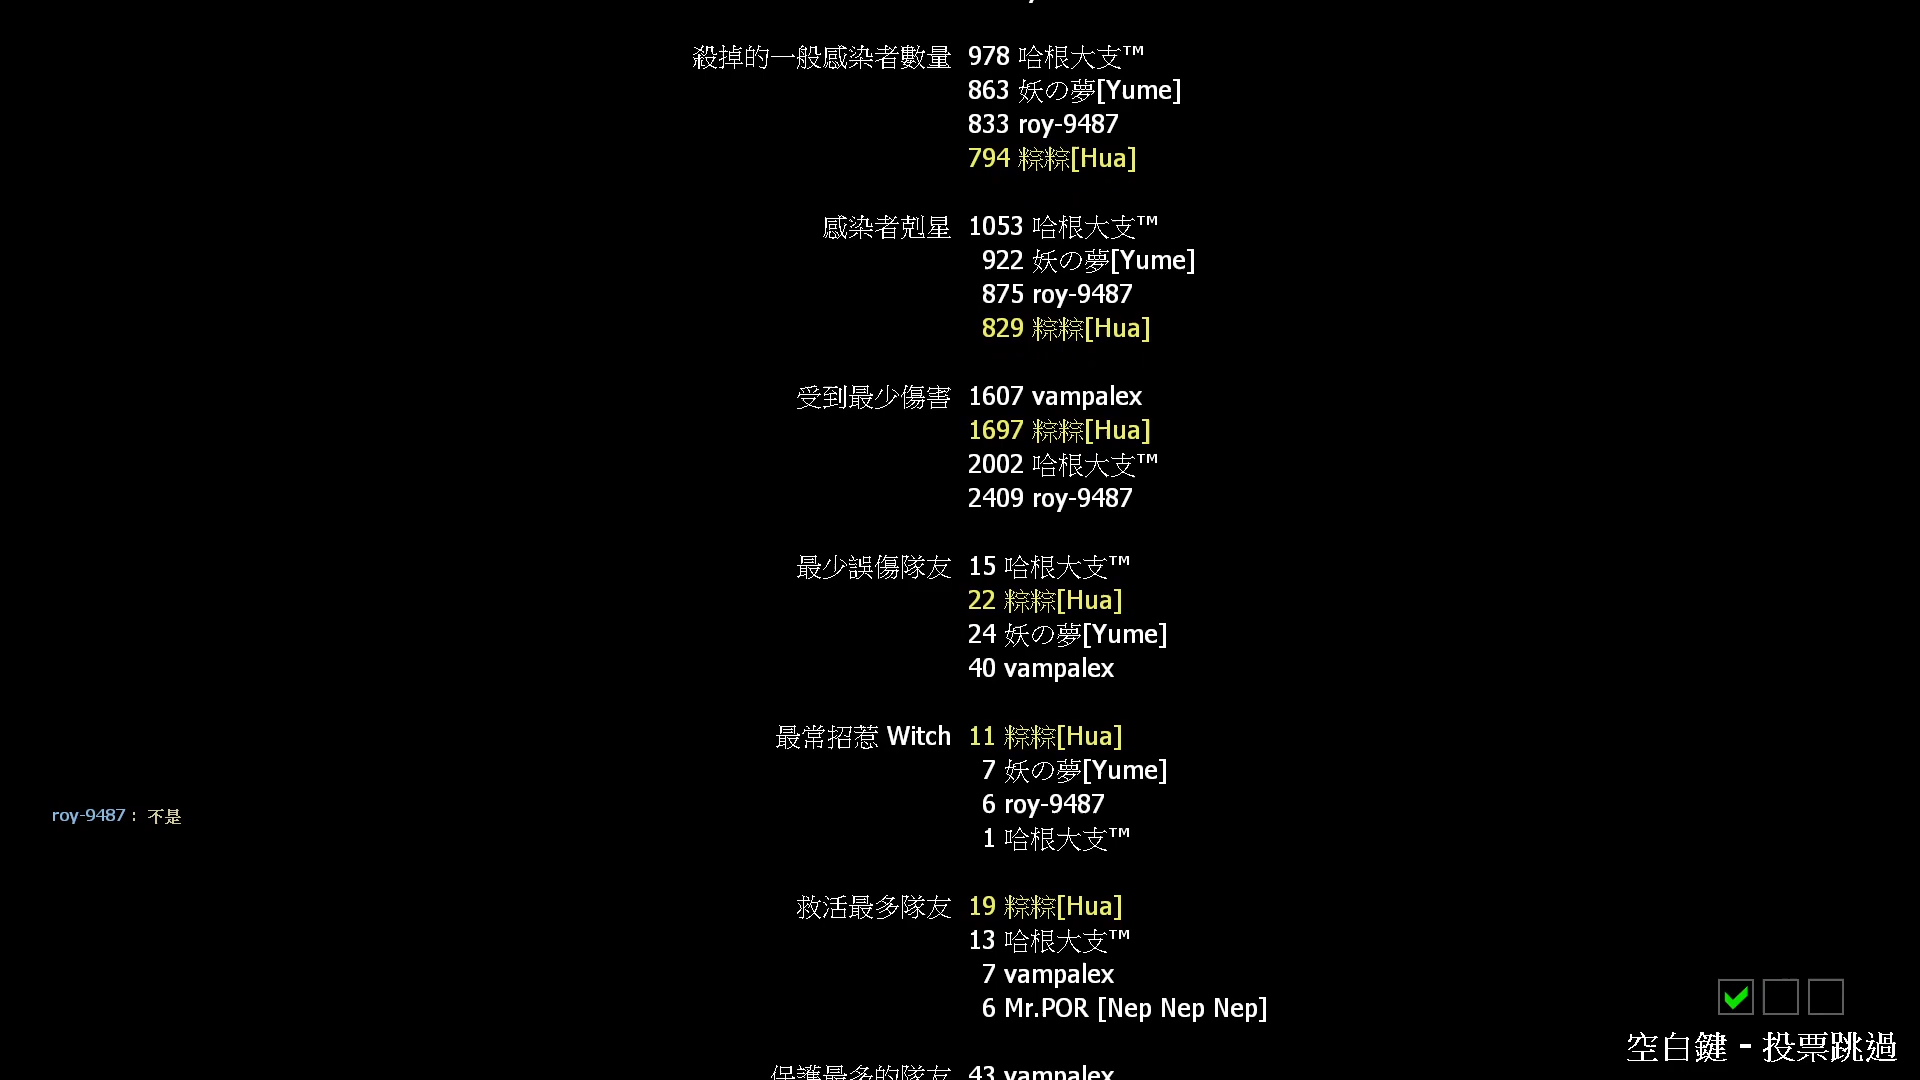 殺掉的一般感染者數量 978 哈根大支™
863 妖の夢[Yume]
833 roy-9487
794 粽粽[Hua]
感染者剋星 1053 哈根大支™
922 妖の夢[Yume]
875 roy-9487
829 粽粽[Hua]
受到最少傷害 1607 vampalex
1697 粽粽[Hua]
2002 哈根大支™
2409 roy-9487
最少誤傷隊友 15 哈根大支™
22 粽粽[Hua]
24 妖の夢[Yume]
40 vampalex
最常招惹 Witch 11 粽粽[Hua]
7 妖の夢[Yume]
6 roy-9487
roy-9487 : 不是
1 哈根大支™
救活最多隊友 19 粽粽[Hua]
13 哈根大支™
7 vampalex
6 Mr.POR [Nep Nep Nep]
空白鍵 - 投票跳過
保護最多的隊友 43 vampalex